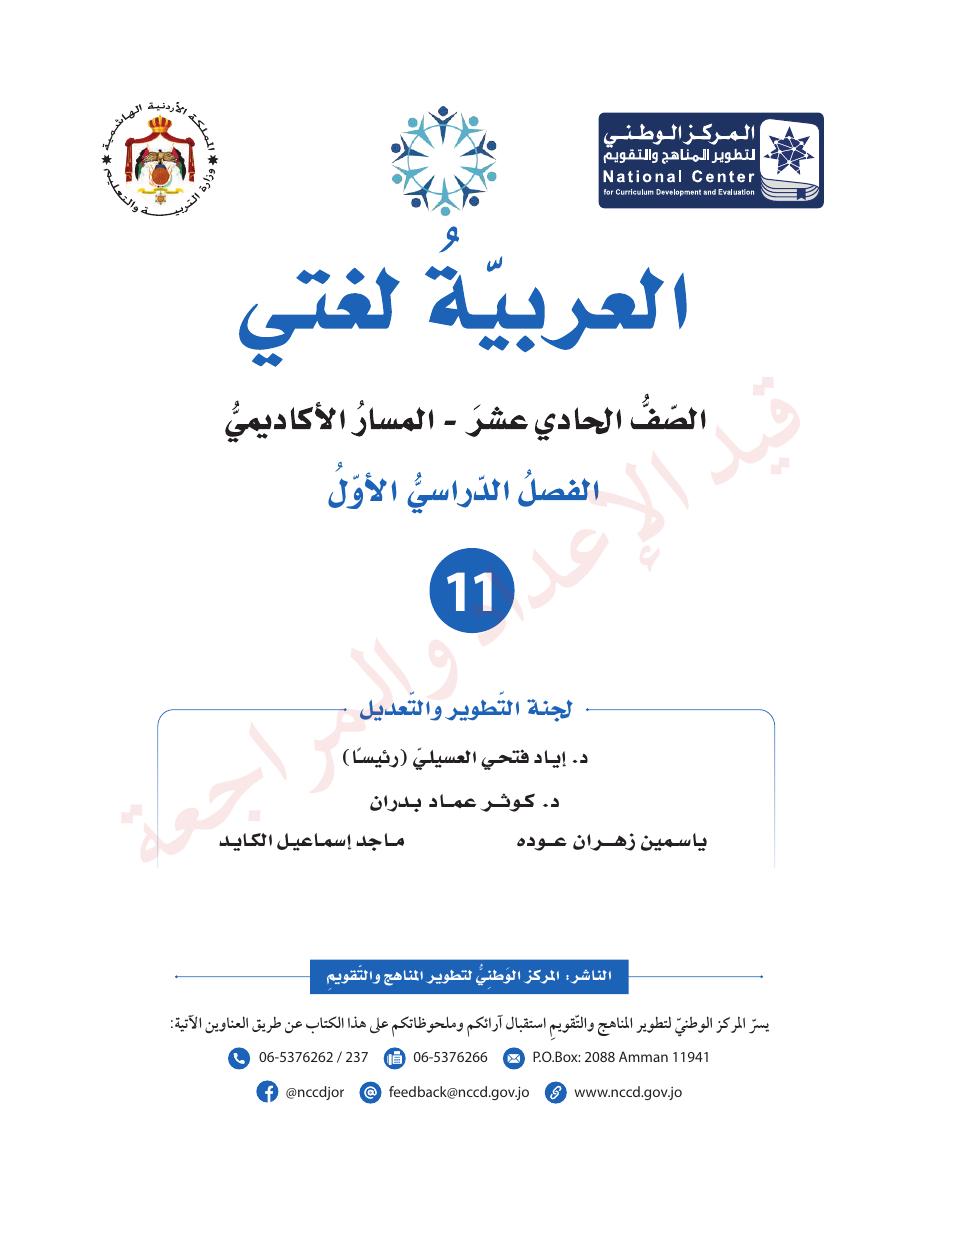 المملكة الأردنية الهاشمية
وزارة التربية والتعليم
المركز الوطني
لتطوير المناهج والتقويم
National Center
for Curriculum Development and Evaluation
العربيّةُ لغتي
الصّفُّ الحادي عشرَ - المسارُ الأكاديميُّ
الفصلُ الدّراسيُّ الأوّلُ
11
قيد الإعداد والمراجعة
لجنة التّطوير والتّعديل
د. إياد فتحي العسيليّ (رئيسًا)
د. كوثر عماد بدران
ياسمين زهران عوده ماجد إسماعيل الكايد
الناشر: المركز الوَطنِيُّ لتطوير المناهج والتّقويمِ
يسرّ المركز الوطنيّ لتطوير المناهج والتّقويمِ استقبال آرائكم وملحوظاتكم على هذا الكتاب عن طريق العناوين الآتية:
06-5376262 / 237 06-5376266 P.O.Box: 2088 Amman 11941
@nccdjor feedback@nccd.gov.jo www.nccd.gov.jo